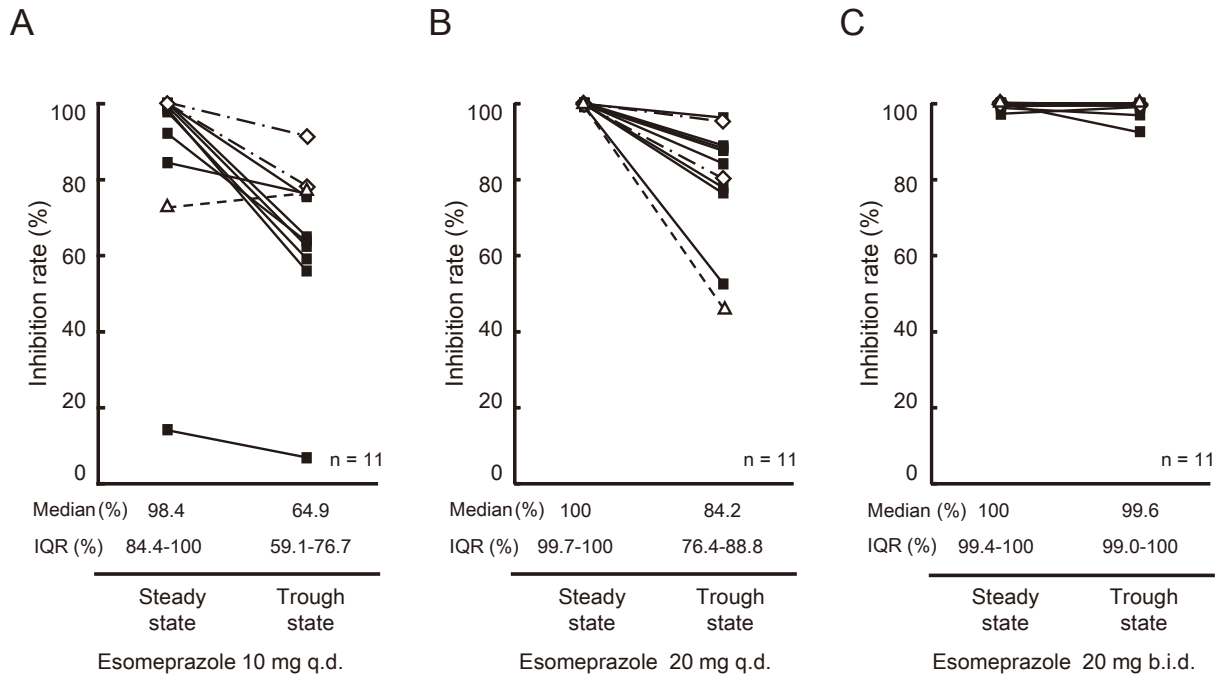 A
B
C
Inhibition rate (%)
100
80
60
40
20
0
n = 11
Median (%) 98.4 64.9
IQR (%) 84.4-100 59.1-76.7
Steady state
Trough state
Esomeprazole 10 mg q.d.
Inhibition rate (%)
100
80
60
40
20
0
n = 11
Median (%) 100 84.2
IQR (%) 99.7-100 76.4-88.8
Steady state
Trough state
Esomeprazole 20 mg q.d.
Inhibition rate (%)
100
80
60
40
20
0
n = 11
Median (%) 100 99.6
IQR (%) 99.4-100 99.0-100
Steady state
Trough state
Esomeprazole 20 mg b.i.d.